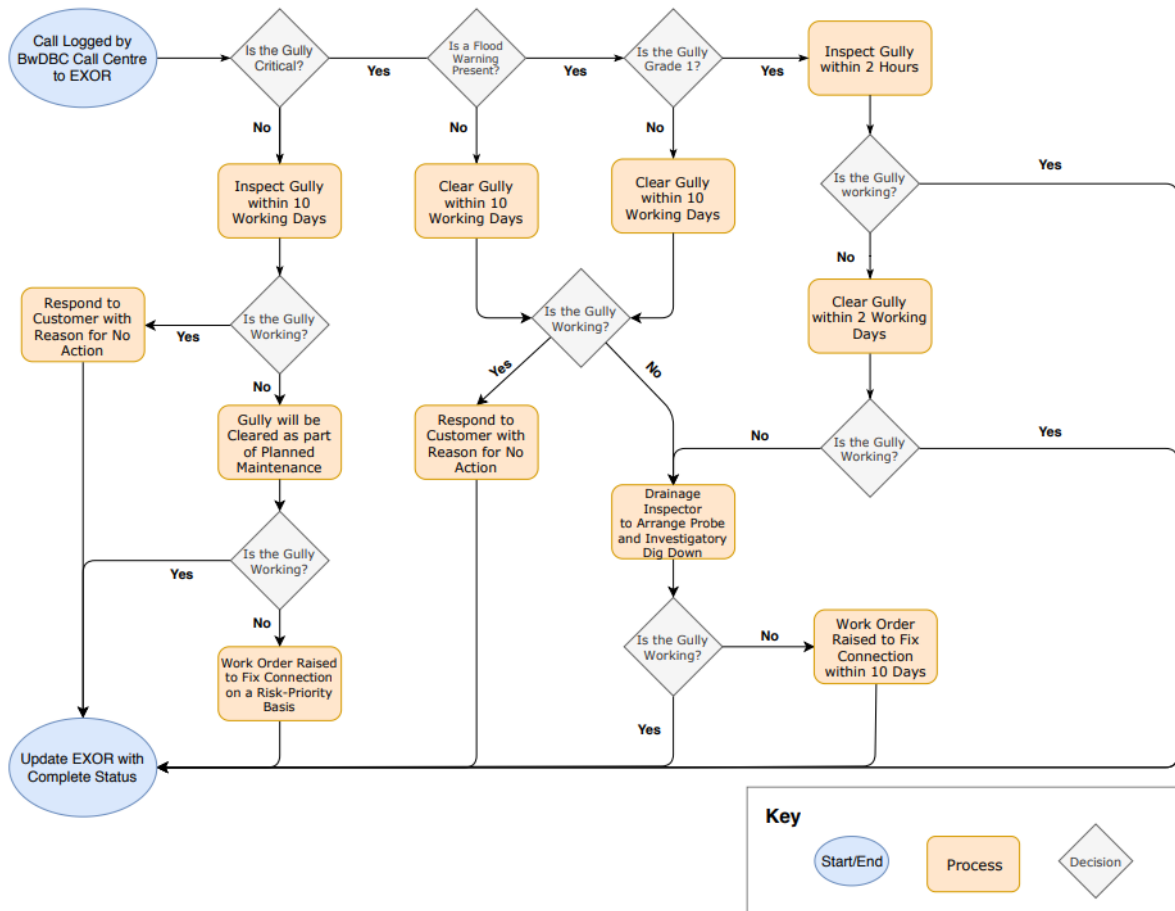 Call Logged by
BwDBC Call Centre
to EXOR
Is the Gully
Critical?
Yes
Is a Flood
Warning
Present?
Yes
Is the Gully
Grade 1?
Yes
Inspect Gully
within 2 Hours
No
No
No
Yes
Inspect Gully
within 10
Working Days
Clear Gully
within 10
Working Days
Clear Gully
within 10
Working Days
Is the Gully
working?
No
Respond to
Customer with
Reason for No
Action
Yes
Is the Gully
Working?
Is the Gully
Working?
Clear Gully
within 2 Working
Days
No
Yes
No
Gully will be
Cleared as part
of Planned
Maintenance
Respond to
Customer with
Reason for No
Action
No
Is the Gully
Working?
Yes
Drainage
Inspector
to Arrange Probe
and Investigatory
Dig Down
Is the Gully
Working?
Yes
No
Is the Gully
Working?
No
Work Order
Raised to Fix
Connection
within 10 Days
Work Order Raised
to Fix Connection
on a Risk-Priority
Basis
Yes
Update EXOR with
Complete Status
Key
Start/End
Process
Decision